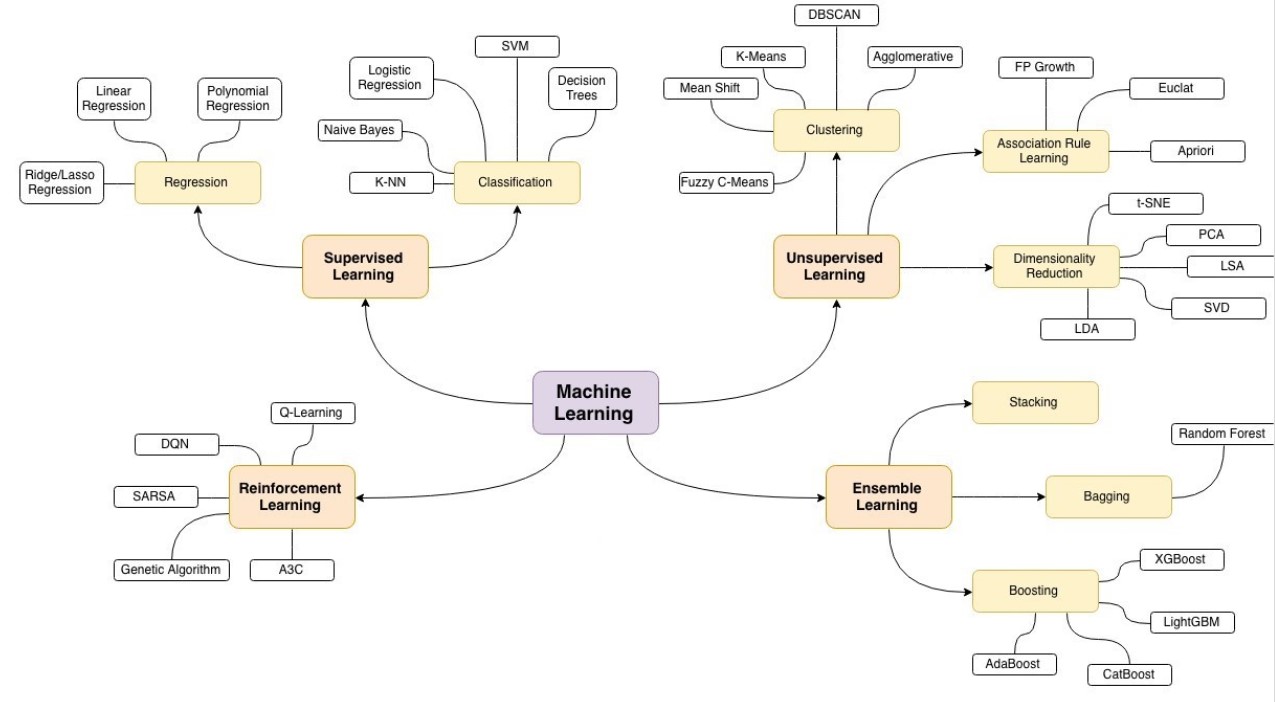 DBSCAN
SVM
K-Means
Agglomerative
Logistic
Regression
FP Growth
Linear
Regression
Polynomial
Regression
Decision
Trees
Mean Shift
Euclat
Naive Bayes
Clustering
Association Rule
Learning
Apriori
Ridge/Lasso
Regression
Regression
K-NN
Classification
Fuzzy C-Means
t-SNE
PCA
Supervised
Learning
Unsupervised
Learning
Dimensionality
Reduction
LSA
SVD
LDA
Machine
Learning
Stacking
Q-Learning
DQN
Random Forest
SARSA
Reinforcement
Learning
Ensemble
Learning
Bagging
Genetic Algorithm
A3C
XGBoost
Boosting
LightGBM
AdaBoost
CatBoost